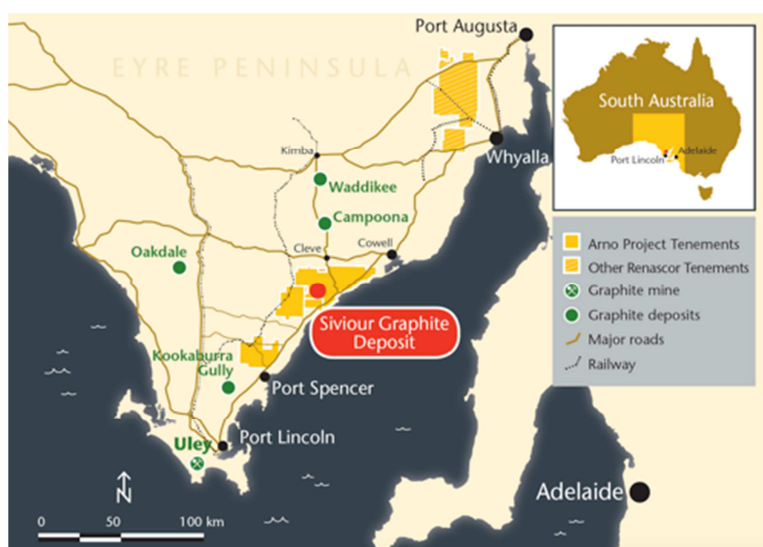 Port Augusta
EYRE PENINSULA
South Australia
Adelaide
Port Lincoln
Kimba
Whyalla
Waddikee
Campoona
Oakdale
Cleve
Cowell
Arno Project Tenements
Other Renascor Tenements
Graphite mine
Graphite deposits
Major roads
Railway
Siviour Graphite
Deposit
Kookaburra
Gully
Port Spencer
Uley
Port Lincoln
N
Adelaide
0 50 100 km